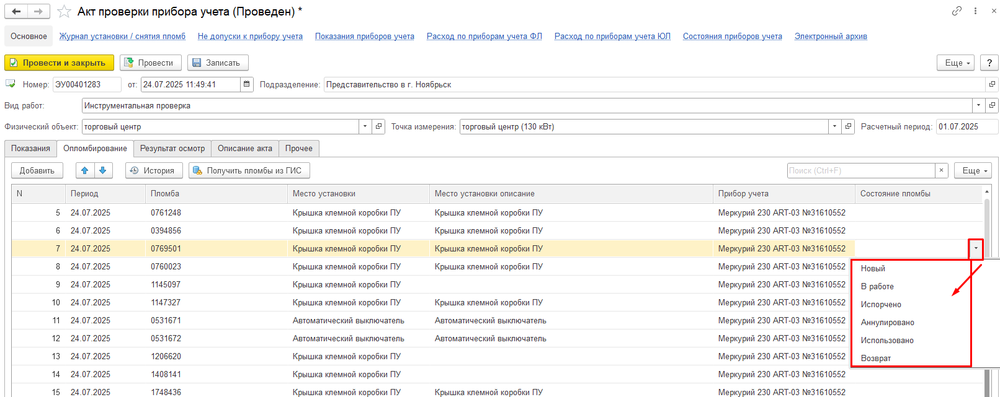 Акт проверки прибора учета (Проведен) *
Основное Журнал установки / снятия пломб Не допуски к прибору учета Показания приборов учета Расход по приборам учета ФЛ Расход по приборам учета ЮЛ Состояния приборов учета Электронный архив
Провести и закрыть Провести Записать Еще ?
Номер: ЭУ00401283 от: 24.07.2025 11:49:41 Подразделение: Представительство в г. Ноябрьск
Вид работ: Инструментальная проверка
Физический объект: торговый центр Точка измерения: торговый центр (130 кВт) Расчетный период: 01.07.2025
Показания Опломбирование Результат осмотр Описание акта Прочее
Добавить История Получить пломбы из ГИС Поиск (Ctrl+F) × Еще
N Период Пломба Место установки Место установки описание Прибор учета Состояние пломбы
5 24.07.2025 0761248 Крышка клемной коробки ПУ Крышка клемной коробки ПУ Меркурий 230 ART-03 №31610552
6 24.07.2025 0394856 Крышка клемной коробки ПУ Крышка клемной коробки ПУ Меркурий 230 ART-03 №31610552
7 24.07.2025 0769501 Крышка клемной коробки ПУ Крышка клемной коробки ПУ Меркурий 230 ART-03 №31610552
8 24.07.2025 0760023 Крышка клемной коробки ПУ Крышка клемной коробки ПУ Меркурий 230 ART-03 №31610552
9 24.07.2025 1145097 Крышка клемной коробки ПУ Меркурий 230 ART-03 №31610552
10 24.07.2025 1147327 Крышка клемной коробки ПУ Крышка клемной коробки ПУ Меркурий 230 ART-03 №31610552
11 24.07.2025 0531671 Автоматический выключатель Автоматический выключатель Меркурий 230 ART-03 №31610552
12 24.07.2025 0531672 Автоматический выключатель Автоматический выключатель Меркурий 230 ART-03 №31610552
13 24.07.2025 1206620 Крышка клемной коробки ПУ Меркурий 230 ART-03 №31610552
14 24.07.2025 1408141 Крышка клемной коробки ПУ Меркурий 230 ART-03 №31610552
15 24.07.2025 1748436 Крышка клемной коробки ПУ Крышка клемной коробки ПУ Меркурий 230 ART-03 №31610552
Новый
В работе
Испорчено
Аннулировано
Использовано
Возврат